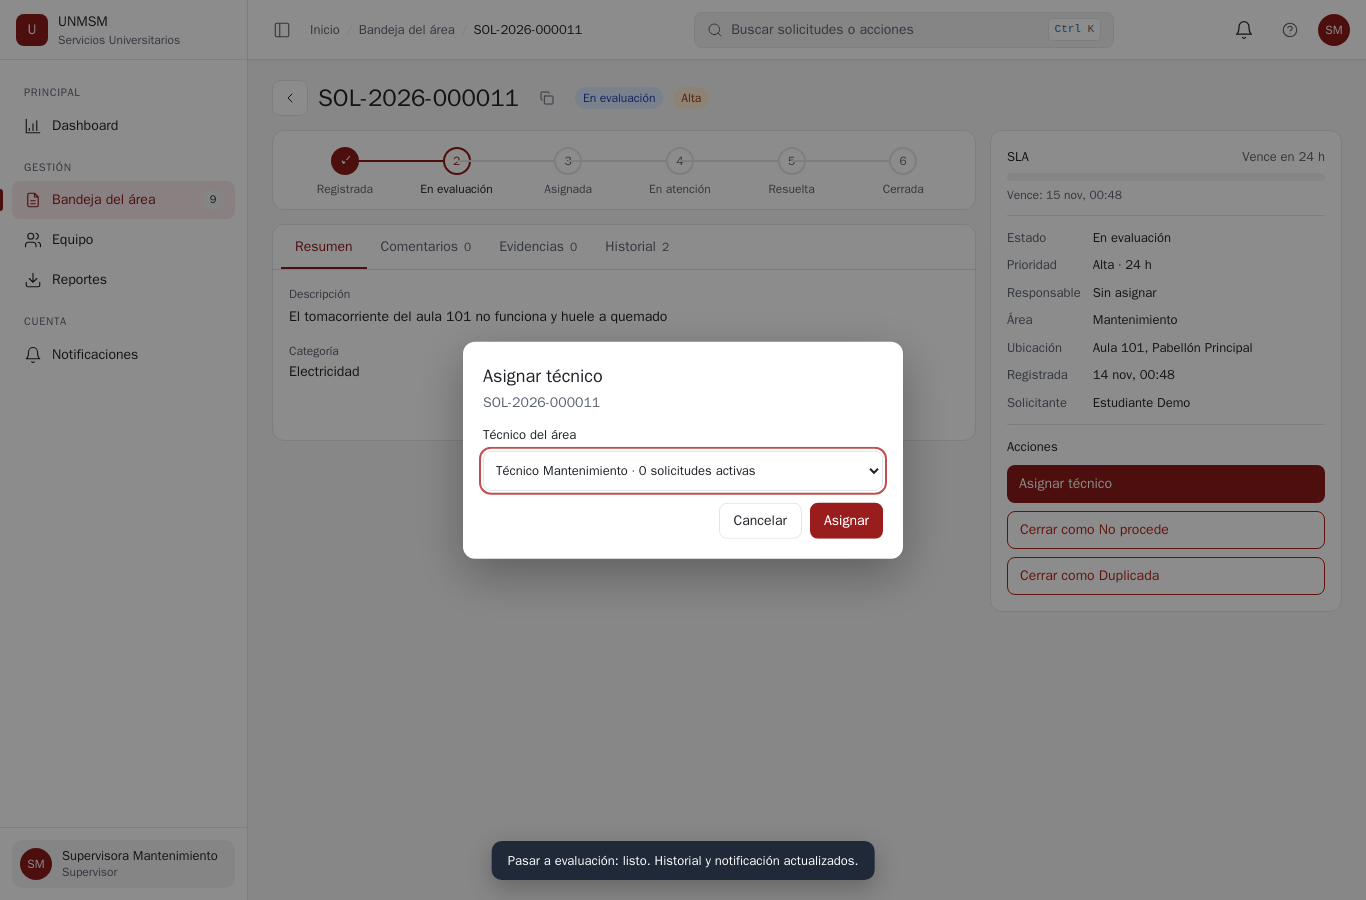 U
UNMSM
Servicios Universitarios
Inicio / Bandeja del área / SOL-2026-000011
Buscar solicitudes o acciones
Ctrl K
SM
PRINCIPAL
Dashboard
GESTIÓN
Bandeja del área 9
Equipo
Reportes
CUENTA
Notificaciones
SOL-2026-000011
En evaluación
Alta
2 3 4 5 6
Registrada En evaluación Asignada En atención Resuelta Cerrada
Resumen Comentarios 0 Evidencias 0 Historial 2
Descripción
El tomacorriente del aula 101 no funciona y huele a quemado
Categoría
Electricidad
SLA Vence en 24 h
Vence: 15 nov, 00:48
Estado En evaluación
Prioridad Alta · 24 h
Responsable Sin asignar
Área Mantenimiento
Ubicación Aula 101, Pabellón Principal
Registrada 14 nov, 00:48
Solicitante Estudiante Demo
Acciones
Asignar técnico
Cerrar como No procede
Cerrar como Duplicada
Asignar técnico
SOL-2026-000011
Técnico del área
Técnico Mantenimiento · 0 solicitudes activas
Cancelar Asignar
SM
Supervisora Mantenimiento
Supervisor
Pasar a evaluación: listo. Historial y notificación actualizados.